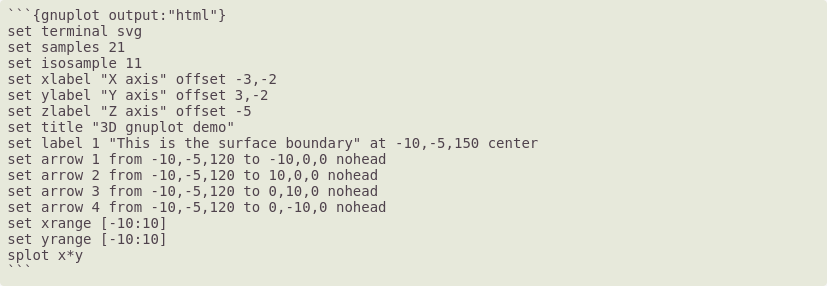 ```{gnuplot output:"html"}
set terminal svg
set samples 21
set isosample 11
set xlabel "X axis" offset -3,-2
set ylabel "Y axis" offset 3,-2
set zlabel "Z axis" offset -5
set title "3D gnuplot demo"
set label 1 "This is the surface boundary" at -10,-5,150 center
set arrow 1 from -10,-5,120 to -10,0,0 nohead
set arrow 2 from -10,-5,120 to 10,0,0 nohead
set arrow 3 from -10,-5,120 to 0,10,0 nohead
set arrow 4 from -10,-5,120 to 0,-10,0 nohead
set xrange [-10:10]
set yrange [-10:10]
splot x*y
```